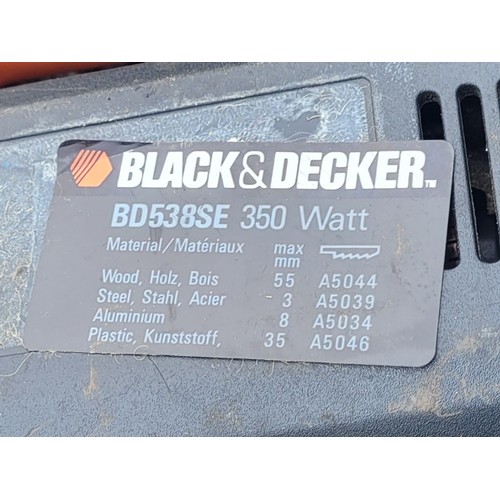 BLACK&DECKER™
BD538SE 350 Watt
Material/Matériaux max mm
Wood, Holz, Bois 55 A5044
Steel, Stahl, Acier 3 A5039
Aluminium 8 A5034
Plastic, Kunststoff, 35 A5046